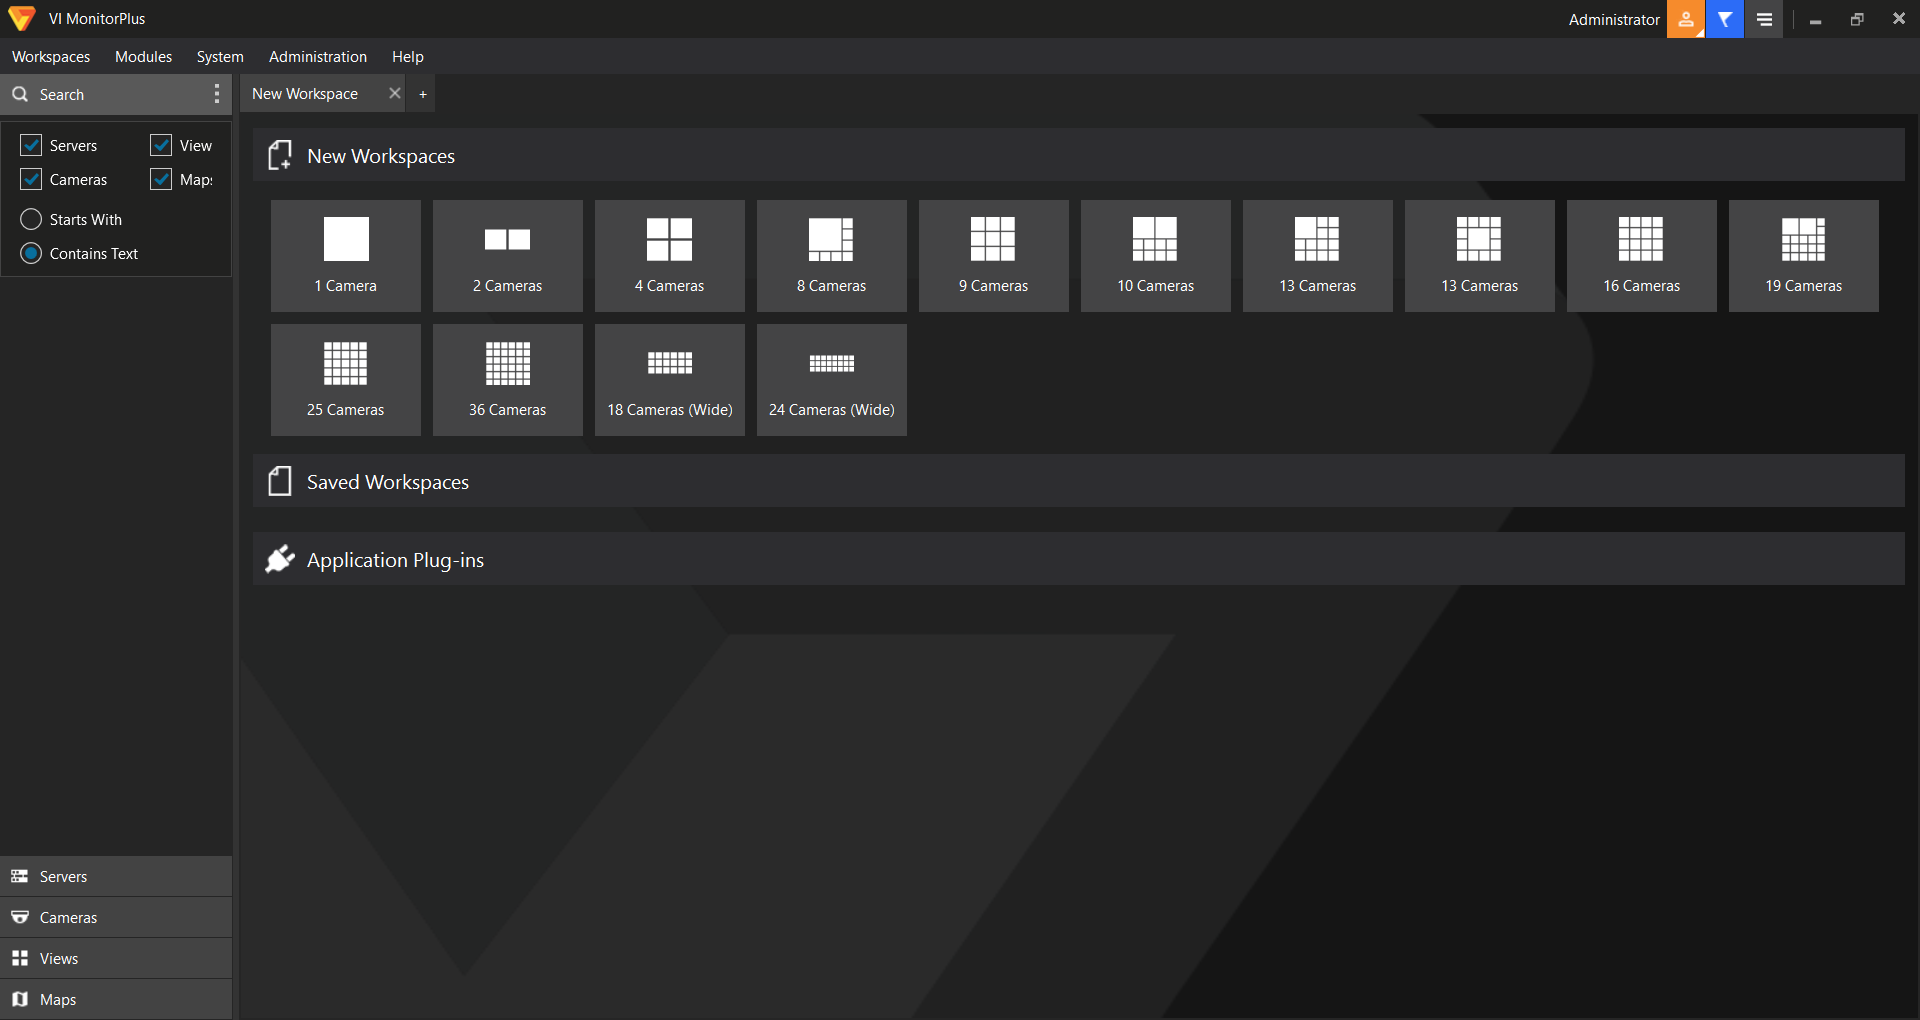 VI MonitorPlus
Administrator
Workspaces Modules System Administration Help
Search
New Workspace
+
Servers View
Cameras Maps
Starts With
Contains Text
New Workspaces
1 Camera 2 Cameras 4 Cameras 8 Cameras 9 Cameras 10 Cameras 13 Cameras 13 Cameras 16 Cameras 19 Cameras
25 Cameras 36 Cameras 18 Cameras (Wide) 24 Cameras (Wide)
Saved Workspaces
Application Plug-ins
Servers
Cameras
Views
Maps